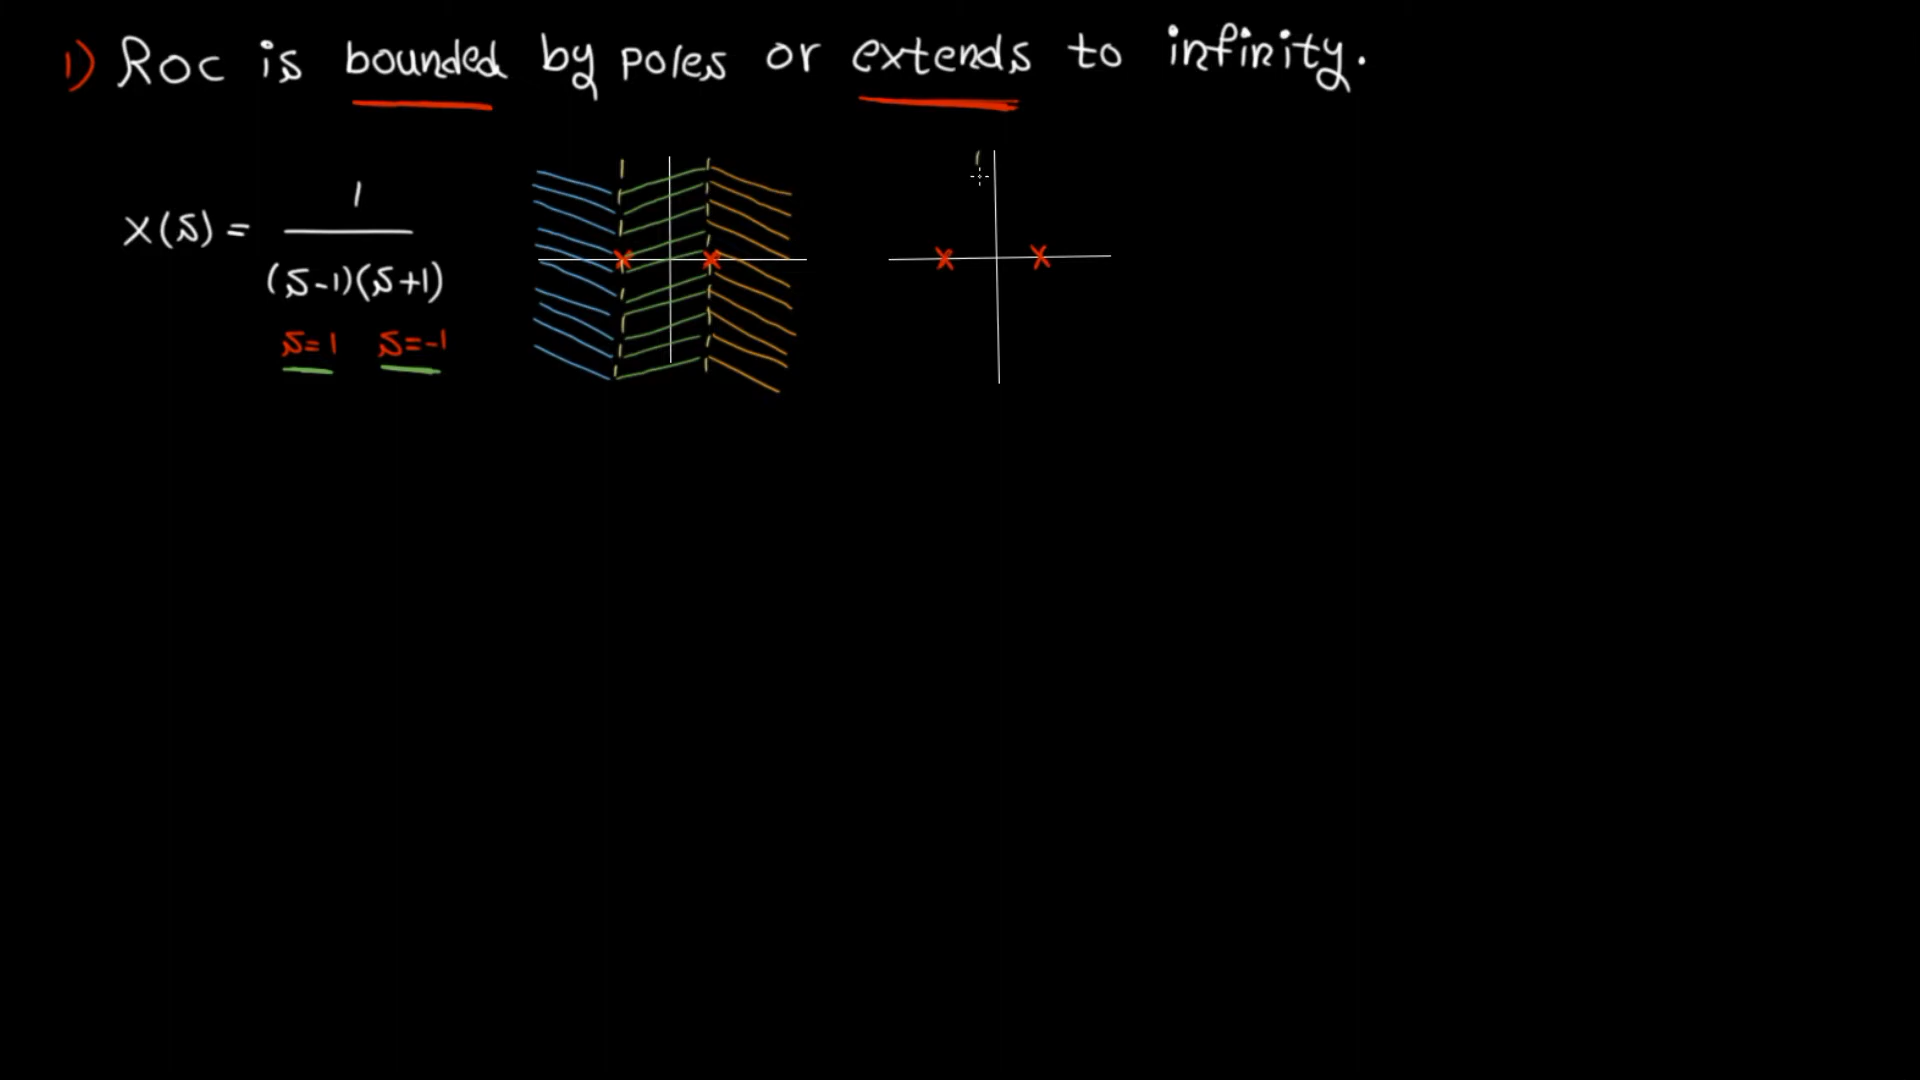 1) Roc is bounded by poles or extends to infinity.
X(s) = 1 / (s-1)(s+1)
s=1 s=-1